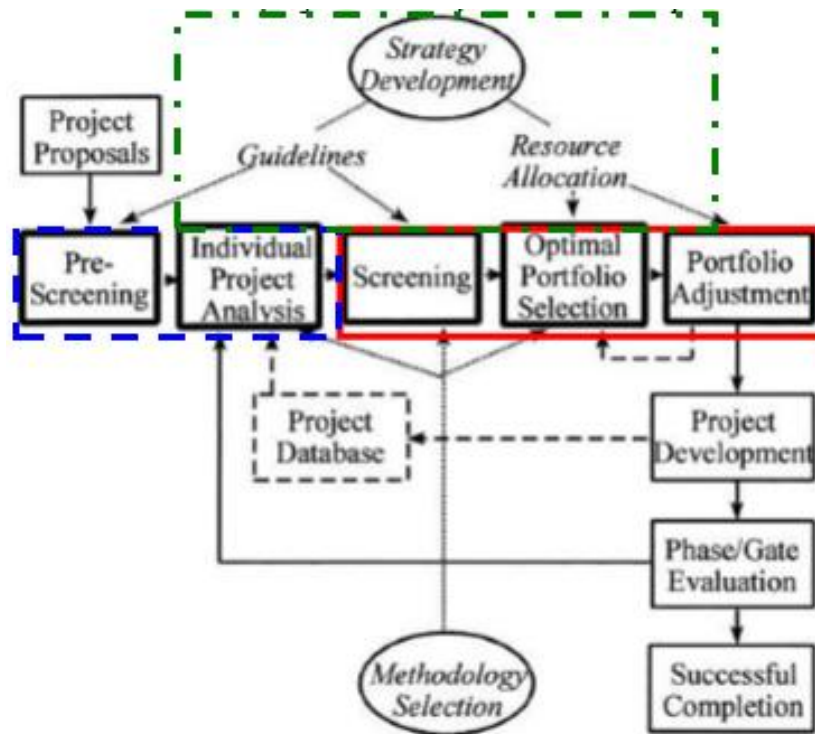 Strategy
Development
Project
Proposals
Guidelines
Resource
Allocation
Pre-
Screening
Individual
Project
Analysis
Screening
Optimal
Portfolio
Selection
Portfolio
Adjustment
Project
Database
Project
Development
Phase/Gate
Evaluation
Methodology
Selection
Successful
Completion